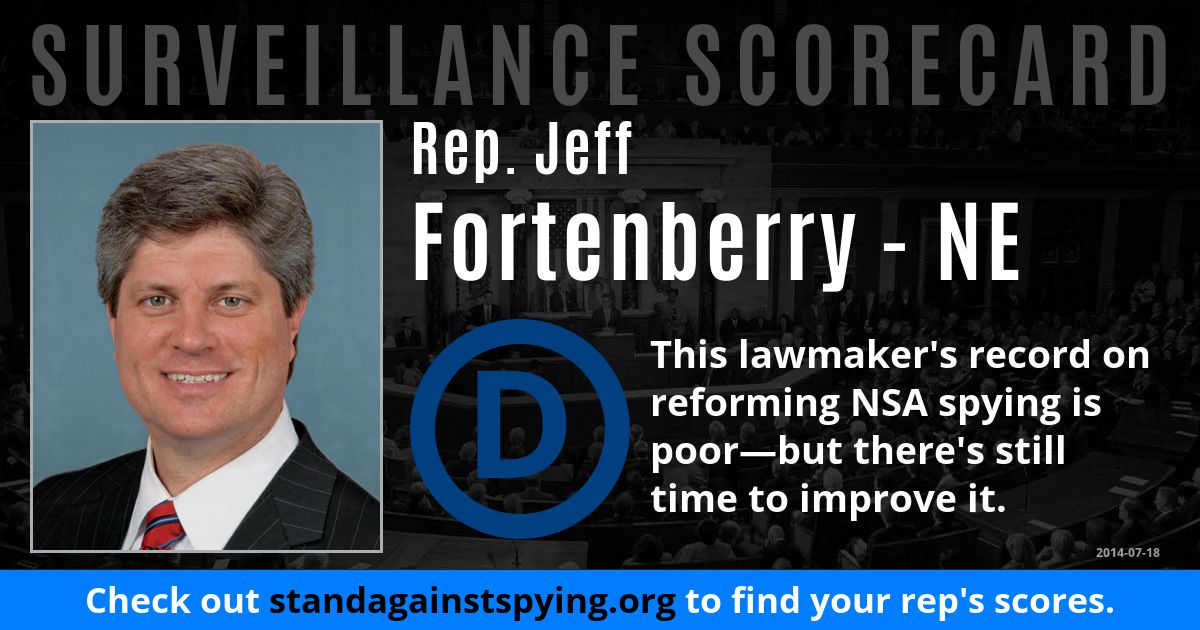 SURVEILLANCE SCORECARD
Rep. Jeff
Fortenberry - NE
D
This lawmaker's record on
reforming NSA spying is
poor—but there's still
time to improve it.
2014-07-18
Check out standagainstspying.org to find your rep's scores.